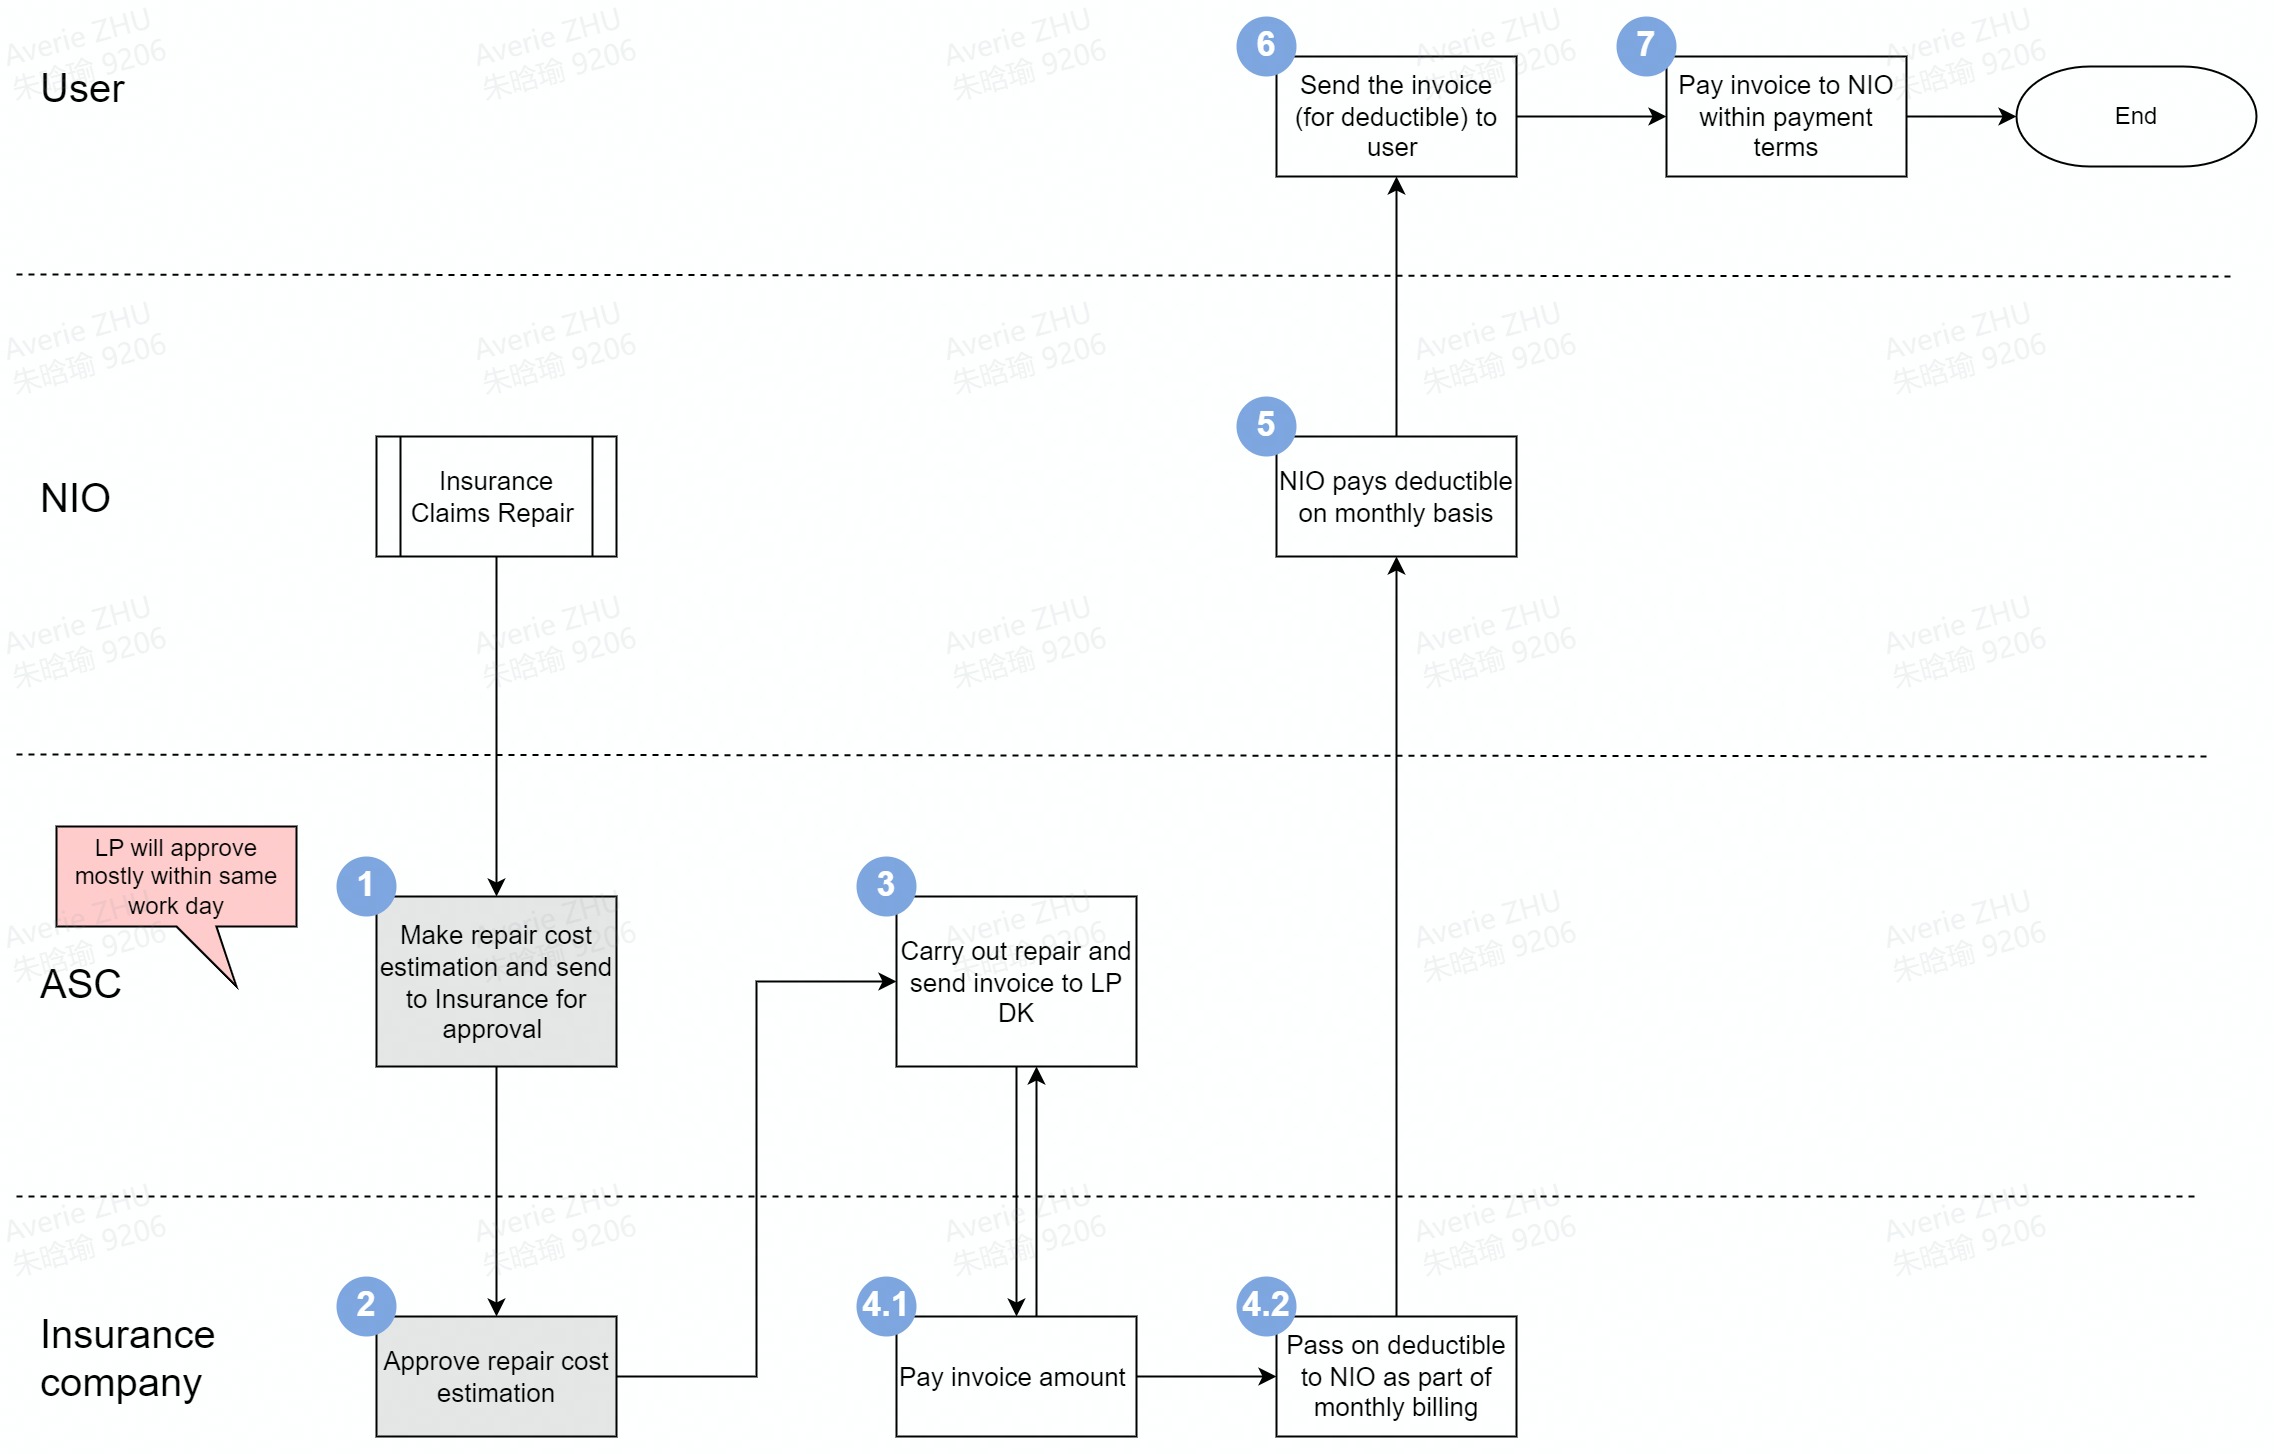 User
6
Send the invoice
(for deductible) to
user
7
Pay invoice to NIO
within payment
terms
End
NIO
Insurance
Claims Repair
5
NIO pays deductible
on monthly basis
LP will approve
mostly within same
work day
ASC
1
Make repair cost
estimation and send
to Insurance for
approval
3
Carry out repair and
send invoice to LP
DK
Insurance
company
2
Approve repair cost
estimation
4.1
Pay invoice amount
4.2
Pass on deductible
to NIO as part of
monthly billing
Averie ZHU
朱晗瑜 9206